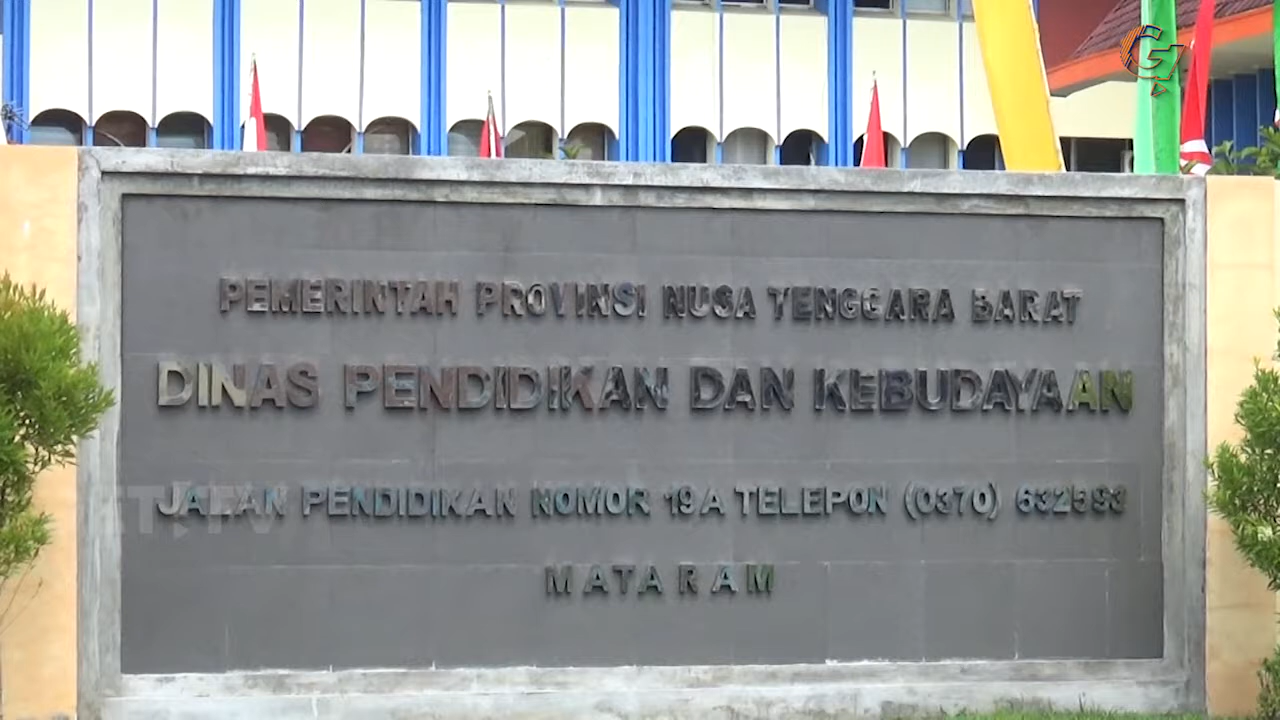 PEMERINTAH PROVINSI NUSA TENGGARA BARAT
DINAS PENDIDIKAN DAN KEBUDAYAAN
JALAN PENDIDIKAN NOMOR 19A TELEPON (0370) 632593
MATARAM